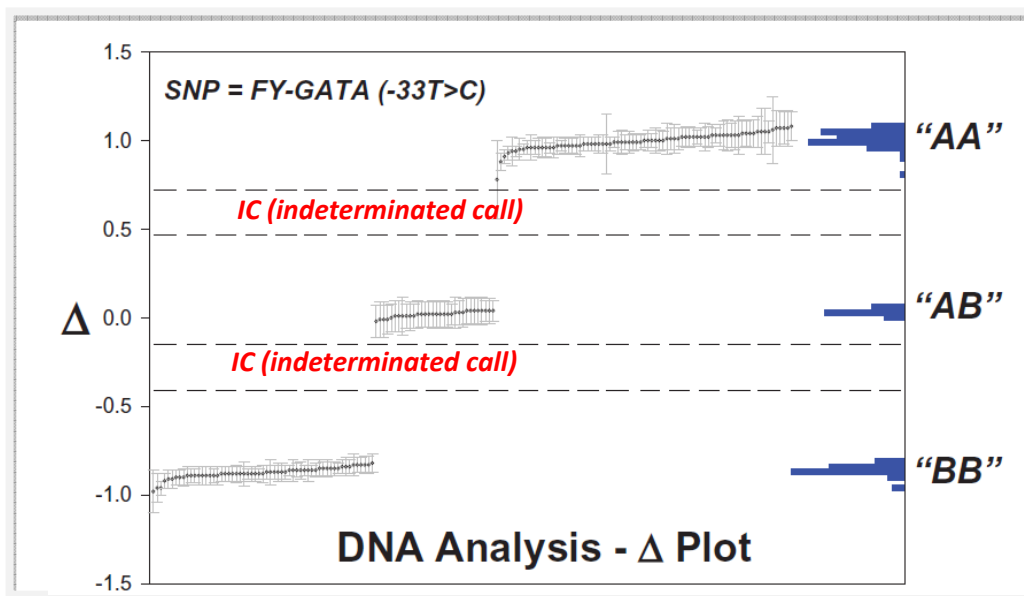 1.5
SNP = FY-GATA (-33T>C)
1.0
“AA”
IC (indeterminated call)
0.5
Δ
0.0
“AB”
IC (indeterminated call)
-0.5
-1.0
“BB”
DNA Analysis - Δ Plot
-1.5